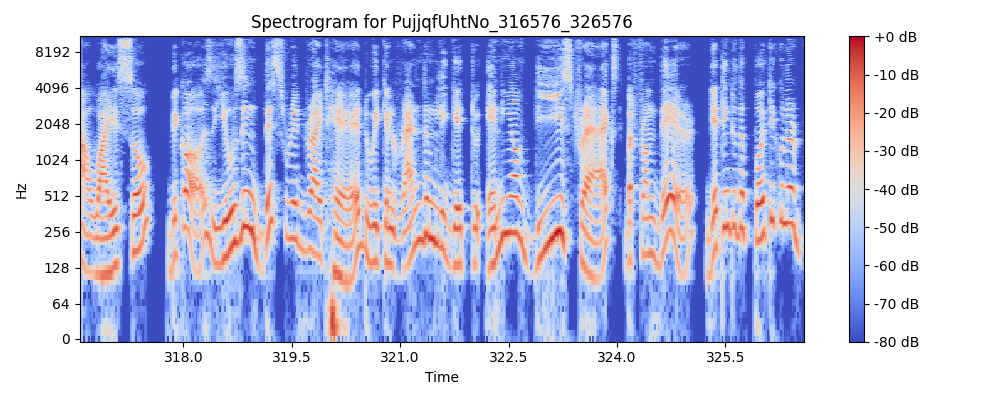 Spectrogram for PujjqfUhtNo_316576_326576
8192
4096
2048
1024
512
256
128
64
0
Hz
318.0 319.5 321.0 322.5 324.0 325.5
Time
+0 dB
-10 dB
-20 dB
-30 dB
-40 dB
-50 dB
-60 dB
-70 dB
-80 dB